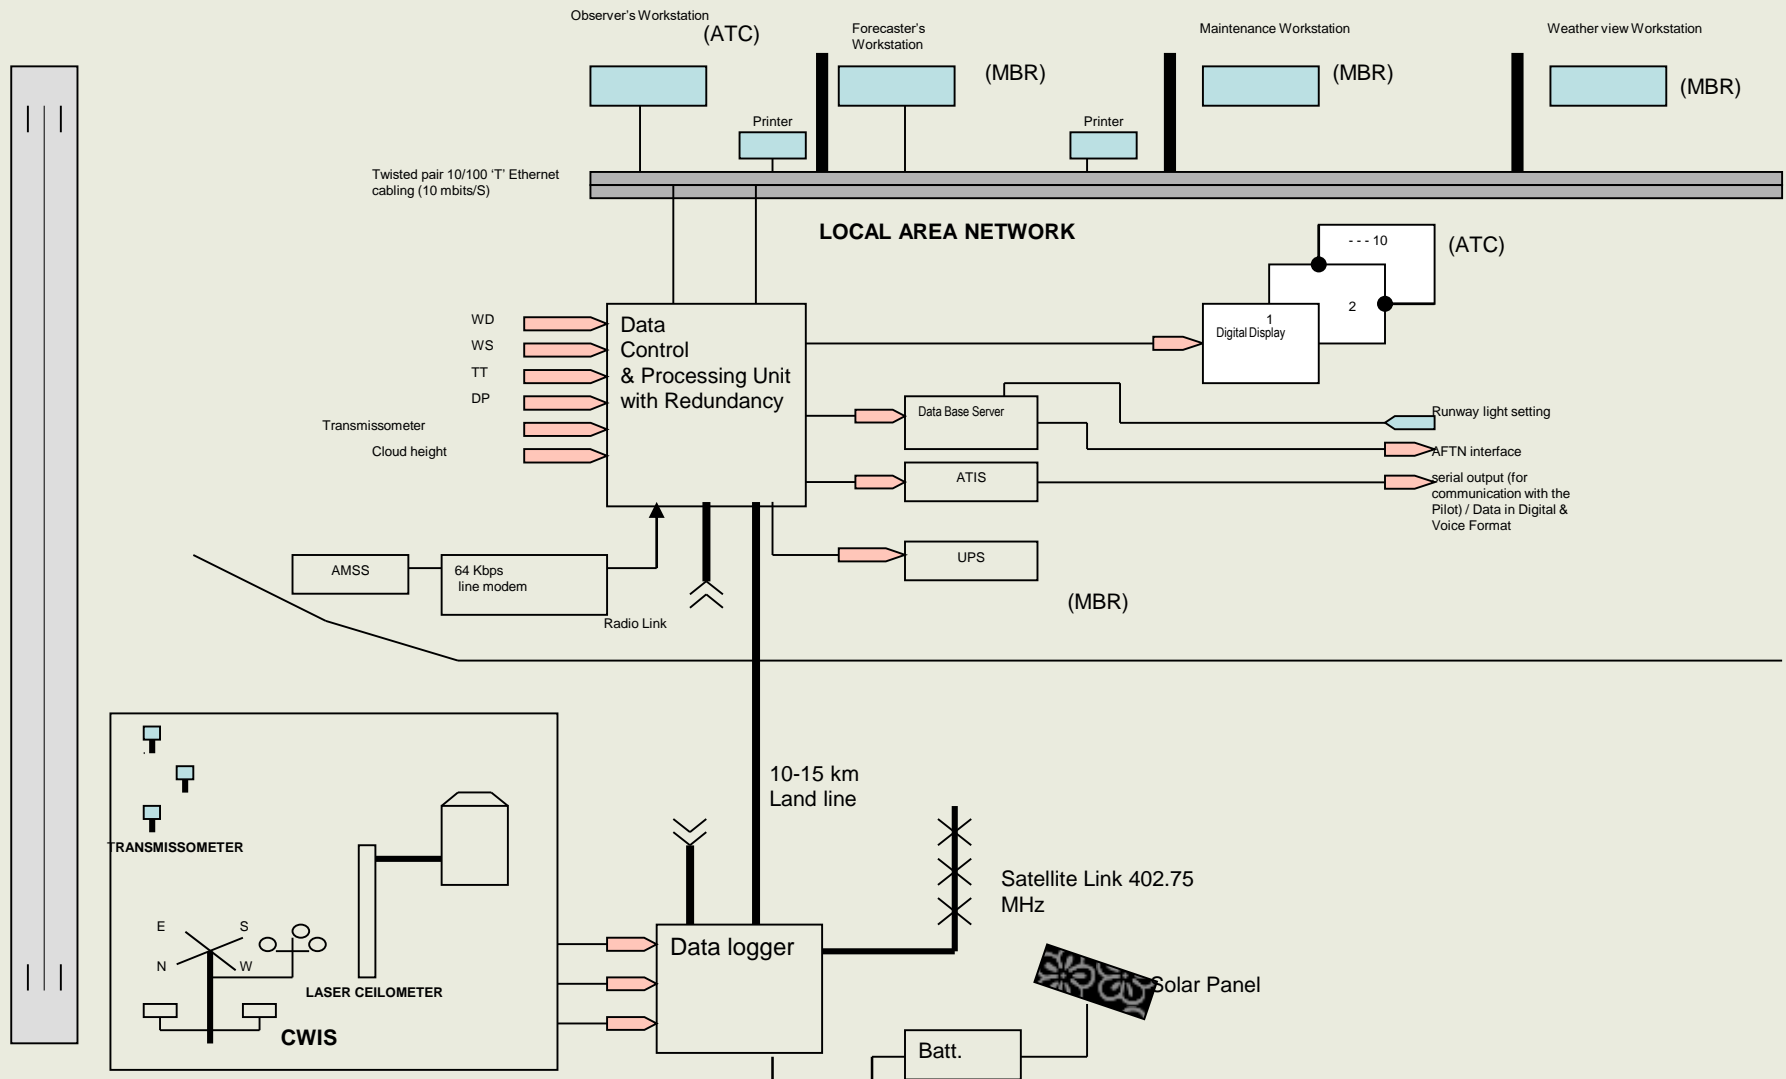 Observer's Workstation
(ATC)
Forecaster's
Workstation
(MBR)
Maintenance Workstation
(MBR)
Weather view Workstation
(MBR)
Printer
Printer
Twisted pair 10/100 ‘T’ Ethernet
cabling (10 mbits/S)
LOCAL AREA NETWORK
- - - 10
(ATC)
2
1
Digital Display
WD
WS
TT
DP
Transmissometer
Cloud height
Data
Control
& Processing Unit
with Redundancy
Data Base Server
Runway light setting
AFTN interface
ATIS
serial output (for
communication with the
Pilot) / Data in Digital &
Voice Format
UPS
(MBR)
AMSS
64 Kbps
line modem
Radio Link
10-15 km
Land line
TRANSMISSOMETER
E
S
N
W
LASER CEILOMETER
CWIS
Data logger
Satellite Link 402.75
MHz
Solar Panel
Batt.